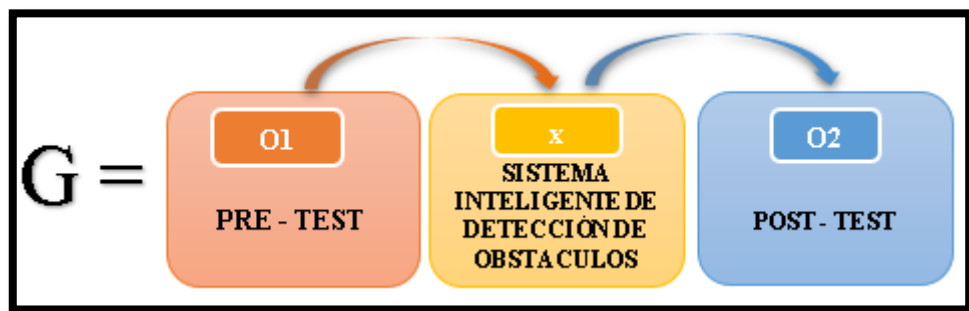 G =
O1
PRE - TEST
x
SISTEMA
INTELIGENTE DE
DETECCIÓN DE
OBSTACULOS
O2
POST - TEST